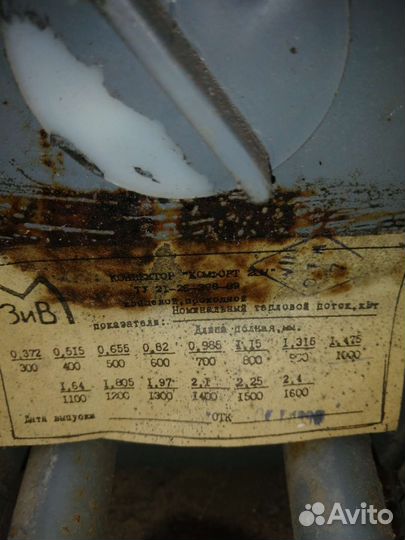 ЗиВ
КОНВЕКТОР "КОМФОРТ 20М"
ТУ 21-26-298-89
концевой, проходной
Номинальный тепловой поток, кВт
показатели:
Длина полная, мм.
0,372 0,515 0,655 0,82 0,985 1,15 1,316 1,475
300 400 500 600 700 800 900 1000
1,64 1,805 1,97 2,1 2,25 2,4
1100 1200 1300 1400 1500 1600
Дата выпуска ОТК
Avito